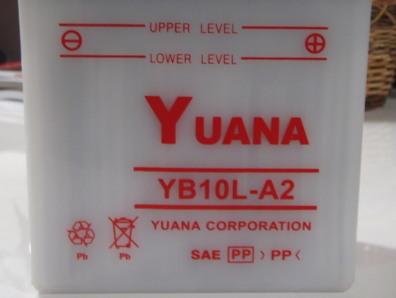 UPPER LEVEL
⊖ ⊕
LOWER LEVEL
YUANA
YB10L-A2
YUANA CORPORATION
Pb Pb
SAE PP >PP<